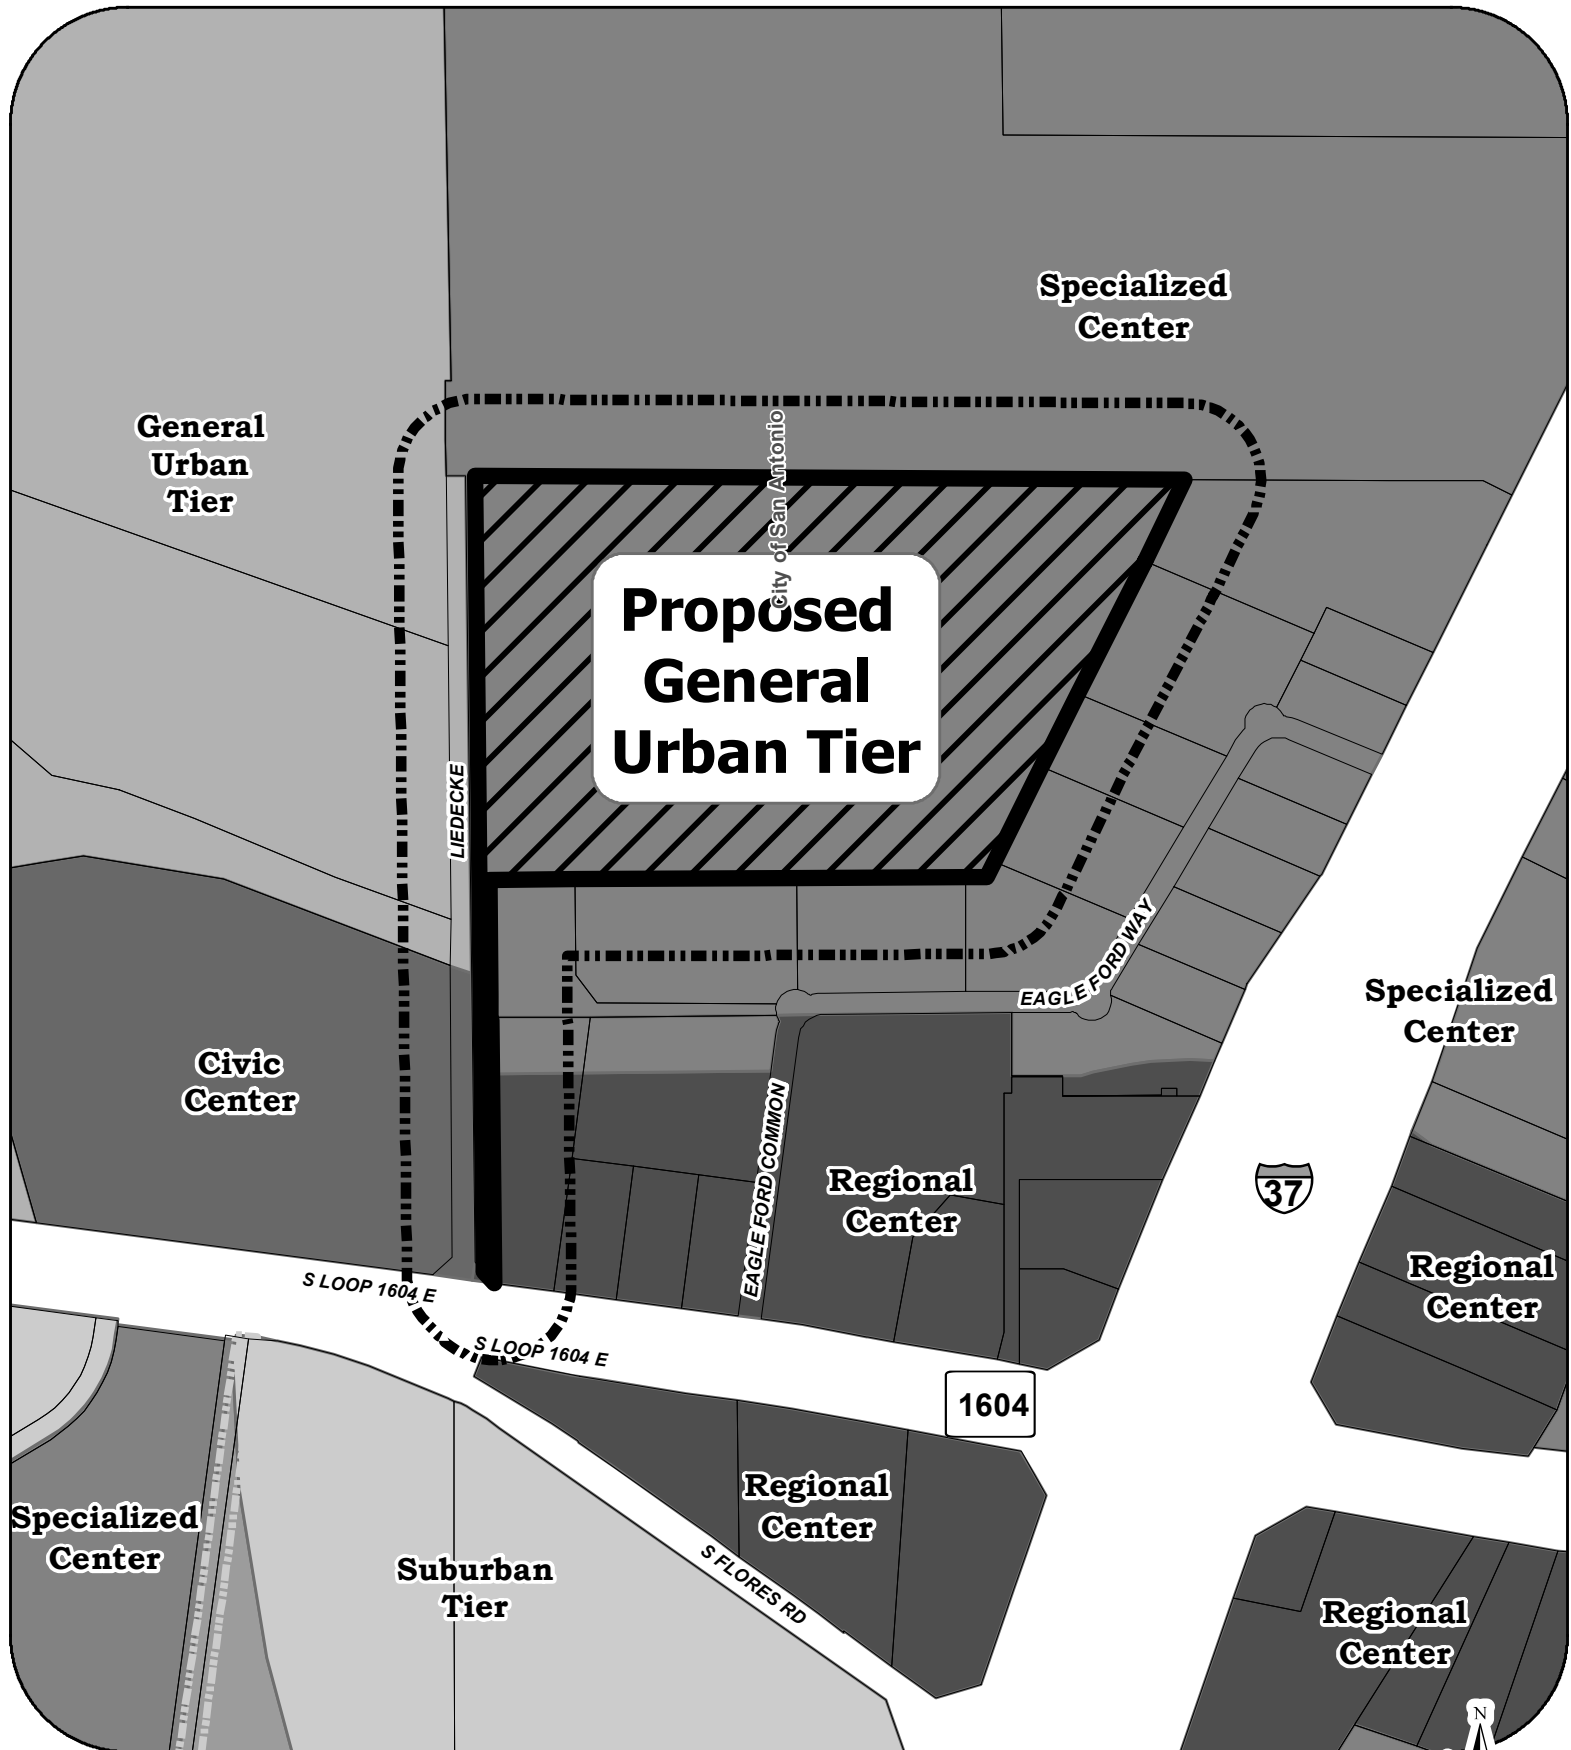 Specialized
Center
General
Urban
Tier
City of San Antonio
Proposed
General
Urban Tier
LIEDECKE
EAGLE FORD WAY
Specialized
Center
Civic
Center
EAGLE FORD COMMON
Regional
Center
37
Regional
Center
S LOOP 1604 E
S LOOP 1604 E
1604
Regional
Center
Specialized
Center
Suburban
Tier
S FLORES RD
Regional
Center
N